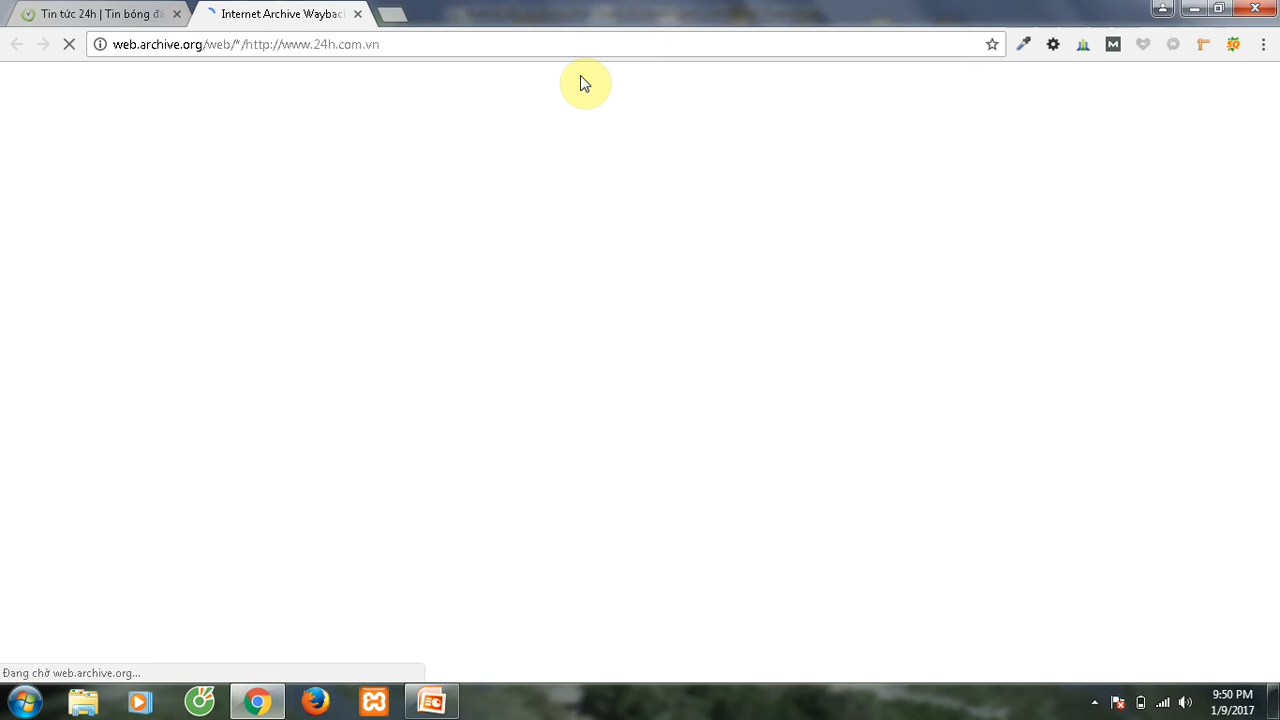 Tin tức 24h | Tin bóng đá
Internet Archive Wayback
web.archive.org/web/*/http://www.24h.com.vn
Đang chờ web.archive.org...
9:50 PM
1/9/2017